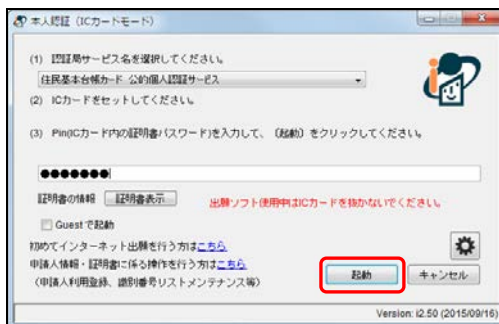 本人認証（ICカードモード）
(1) 認証局サービス名を選択してください。
住民基本台帳カード 公的個人認証サービス
(2) ICカードをセットしてください。
(3) Pin(ICカード内の証明書パスワード)を入力して、〔起動〕をクリックしてください。
●●●●●●●
証明書の情報 証明書表示 出願ソフト使用中はICカードを抜かないでください。
Guestで起動
初めてインターネット出願を行う方はこちら
申請人情報・証明書に係る操作を行う方はこちら
（申請人利用登録、識別番号リストメンテナンス等）
起動 キャンセル
Version: i2.50 (2015/09/16)